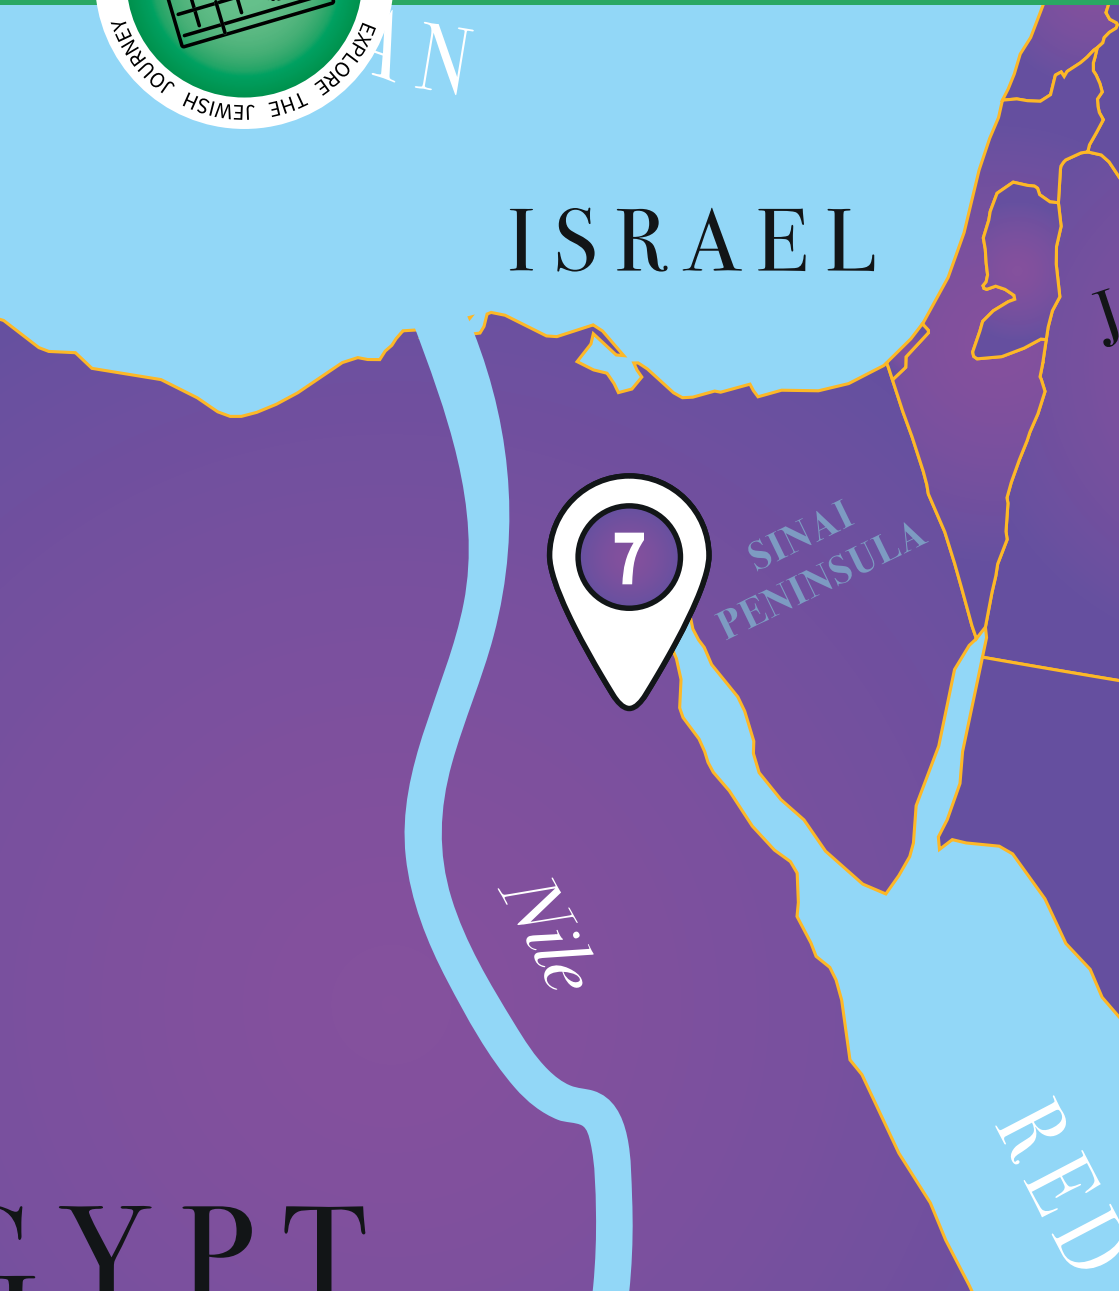 AN
EXPLORE THE JEWISH JOURNEY
ISRAEL
J
7
SINAI
PENINSULA
Nile
RED
GYPT